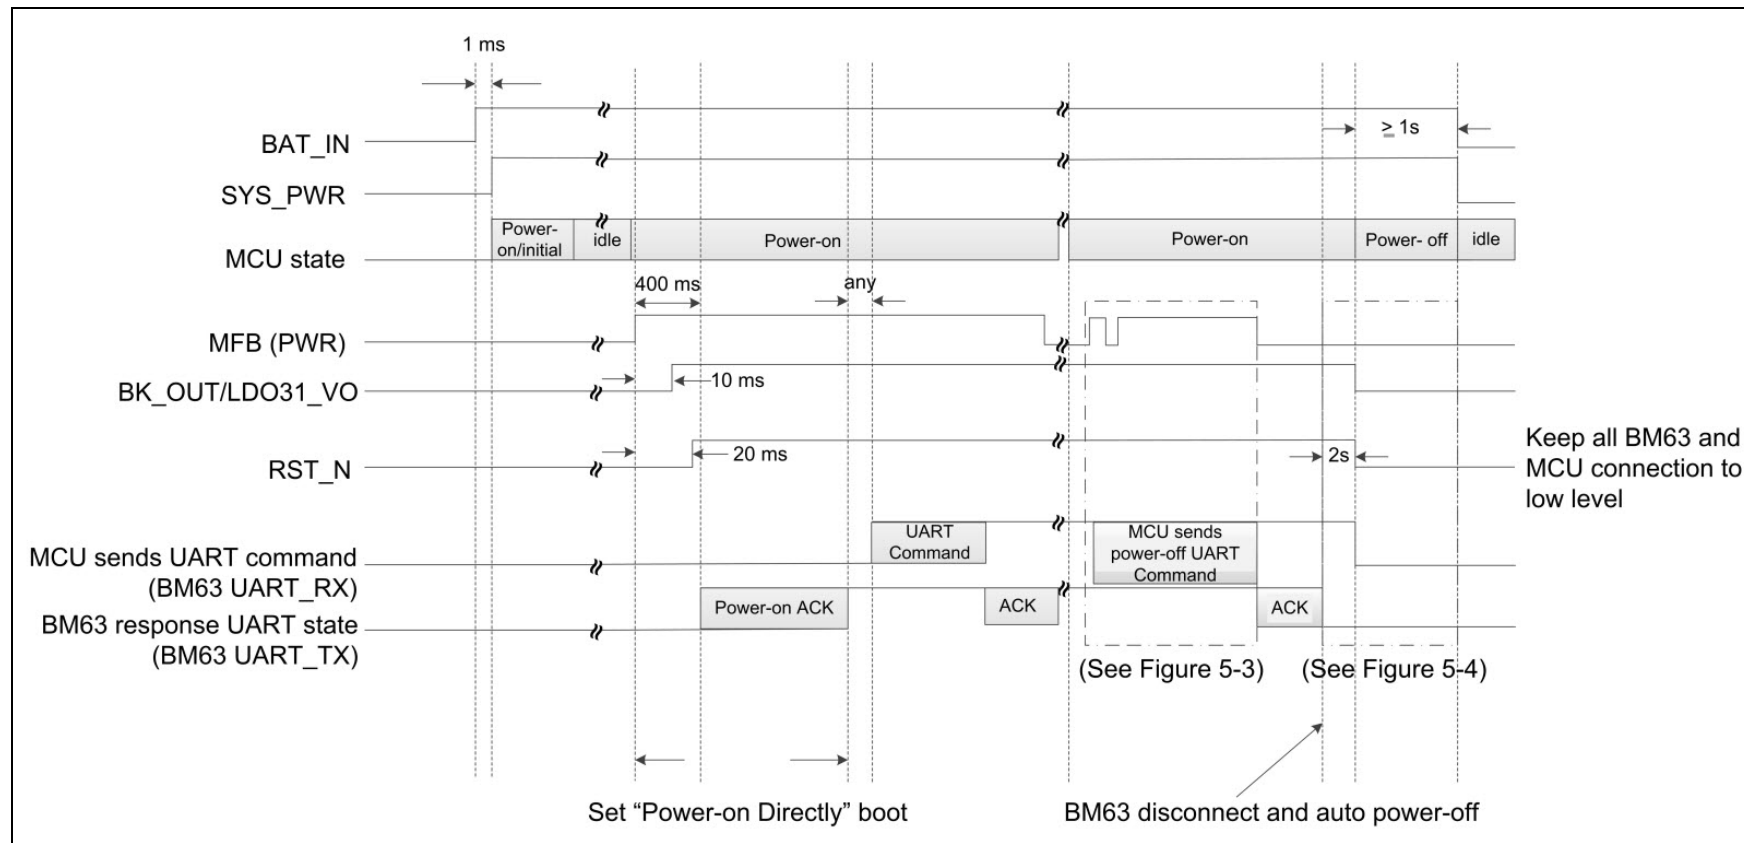 1 ms
BAT_IN
≥ 1s
SYS_PWR
MCU state
Power-
on/initial
idle
Power-on
Power-on
Power- off
idle
400 ms
any
MFB (PWR)
BK_OUT/LDO31_VO
10 ms
RST_N
20 ms
2s
Keep all BM63 and
MCU connection to
low level
MCU sends UART command
(BM63 UART_RX)
UART
Command
MCU sends
power-off UART
Command
BM63 response UART state
(BM63 UART_TX)
Power-on ACK
ACK
ACK
(See Figure 5-3)
(See Figure 5-4)
Set “Power-on Directly” boot
BM63 disconnect and auto power-off